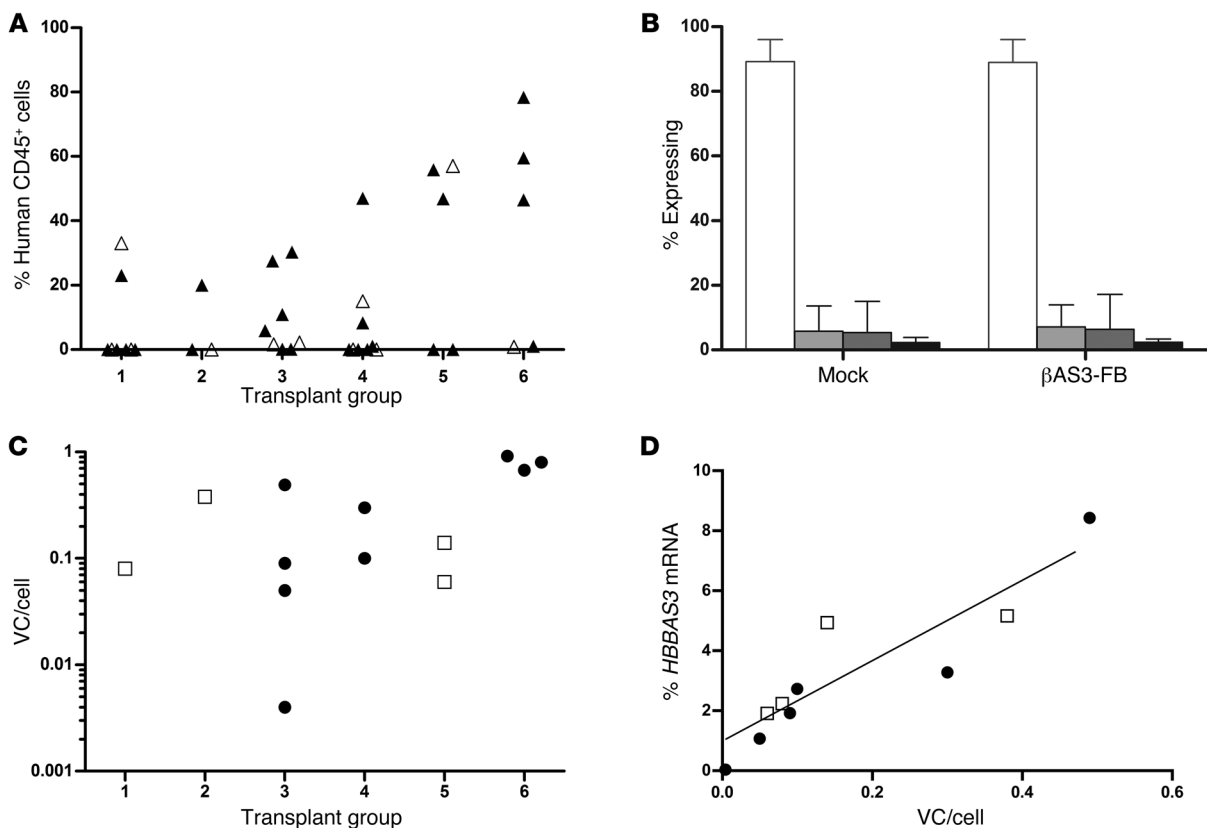 A
% Human CD45⁺ cells
100
80
60
40
20
0
1 2 3 4 5 6
Transplant group
B
% Expressing
100
80
60
40
20
0
Mock βAS3-FB
C
VC/cell
1
0.1
0.01
0.001
1 2 3 4 5 6
Transplant group
D
% HBBAS3 mRNA
10
8
6
4
2
0
0.0 0.2 0.4 0.6
VC/cell